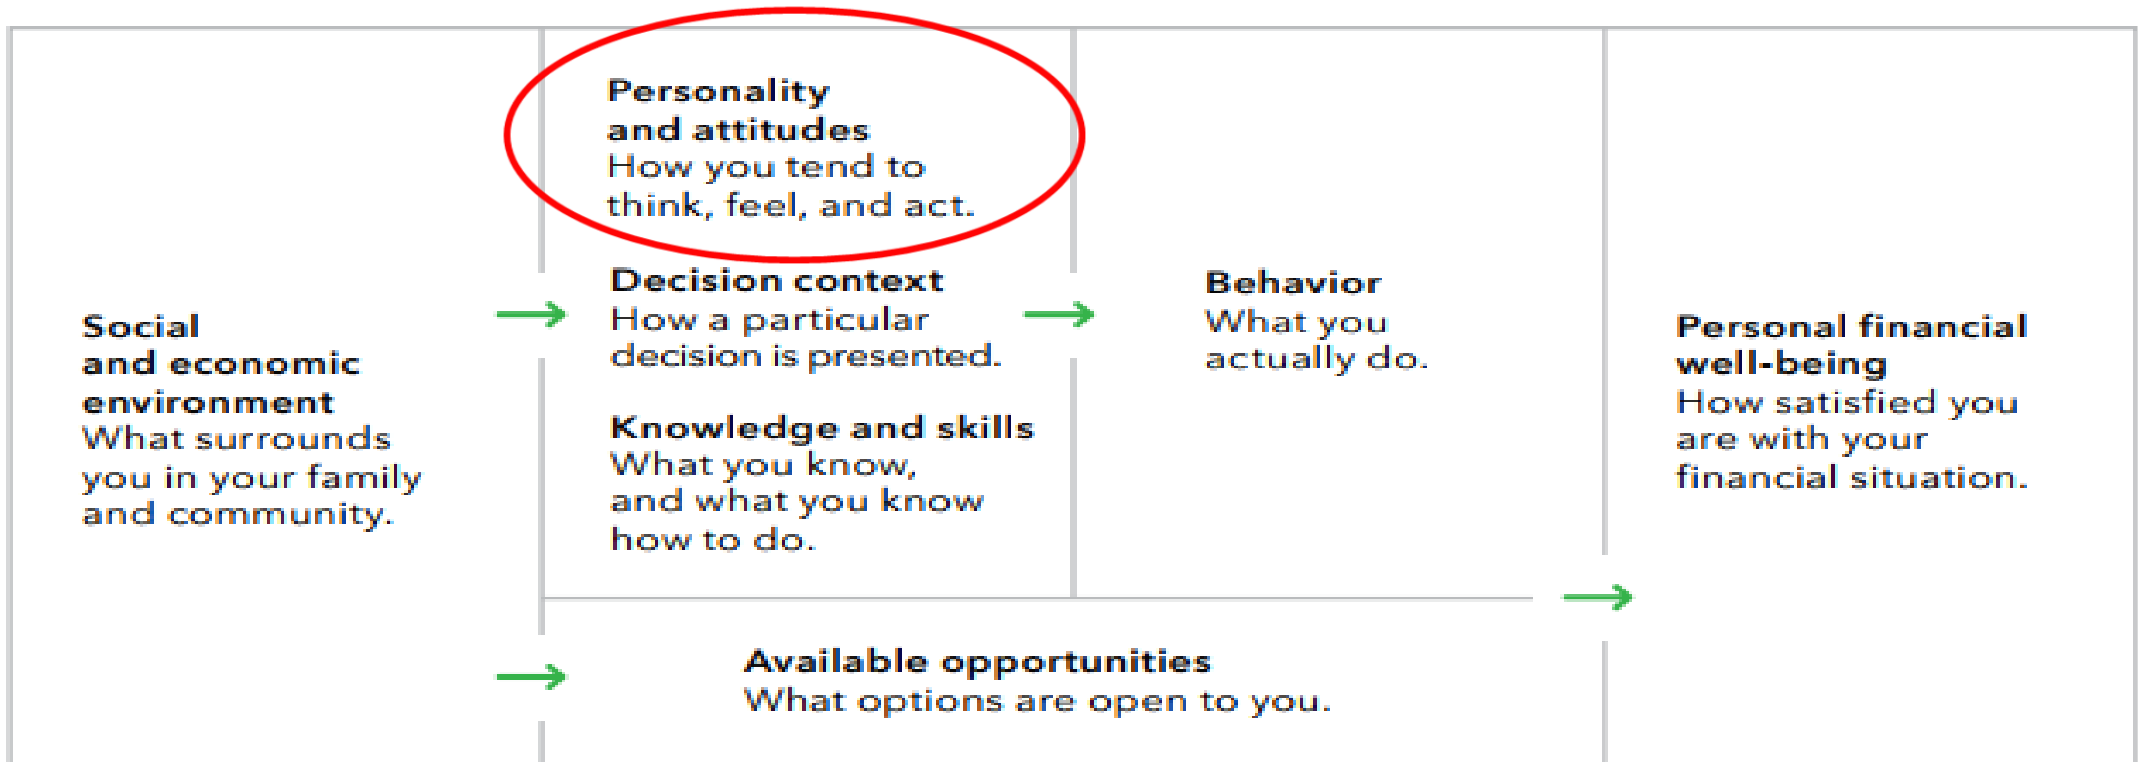 Social
and economic
environment
What surrounds
you in your family
and community.
Personality
and attitudes
How you tend to
think, feel, and act.
Decision context
How a particular
decision is presented.
Knowledge and skills
What you know,
and what you know
how to do.
Behavior
What you
actually do.
Available opportunities
What options are open to you.
Personal financial
well-being
How satisfied you
are with your
financial situation.